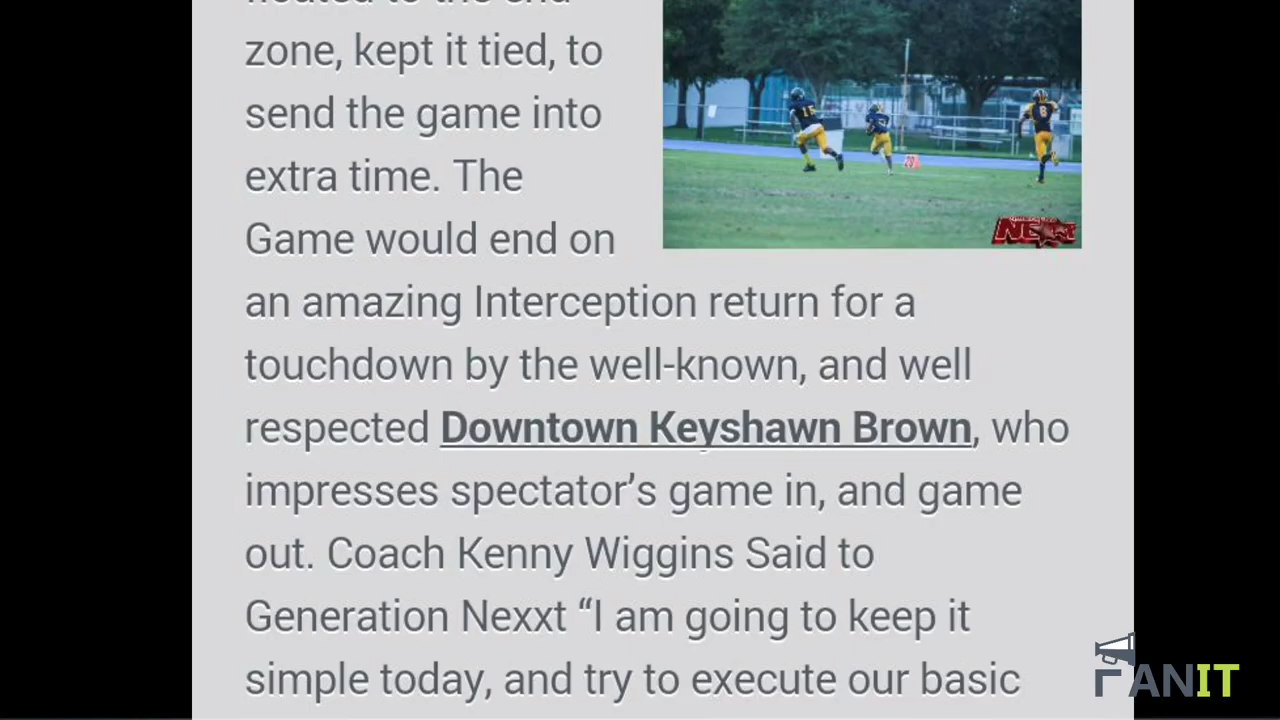 zone, kept it tied, to
send the game into
extra time. The
Game would end on
an amazing Interception return for a
touchdown by the well-known, and well
respected Downtown Keyshawn Brown, who
impresses spectator’s game in, and game
out. Coach Kenny Wiggins Said to
Generation Nexxt “I am going to keep it
simple today, and try to execute our basic
15
8
20
FANIT